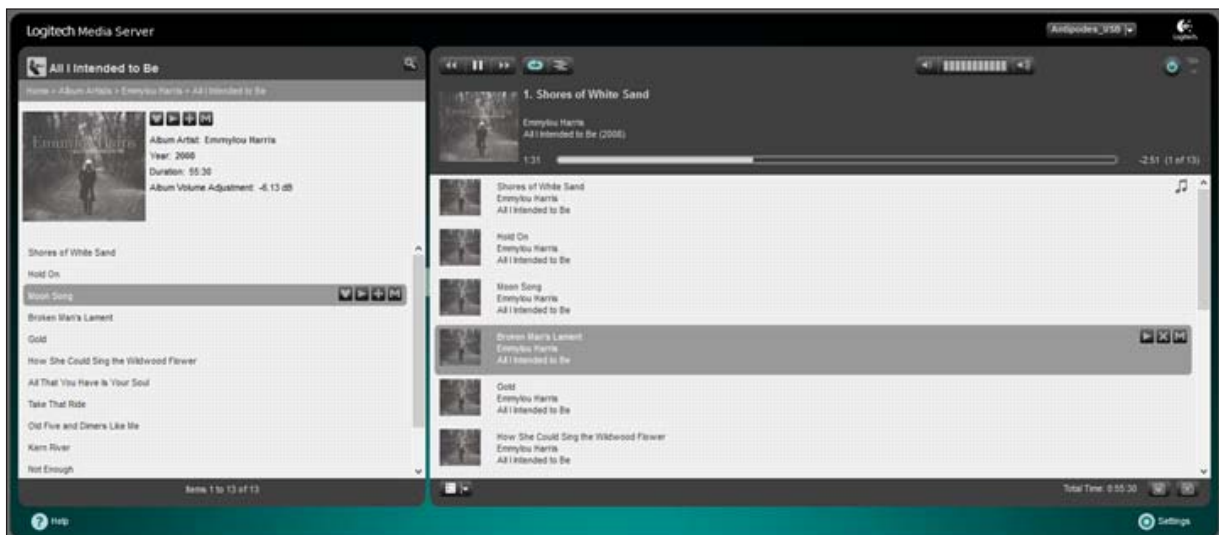 Logitech Media Server
Antipodes_USB
Logitech
All I Intended to Be
Home > Album Artists > Emmylou Harris > All I Intended to Be
Emmylou Harris
M
Album Artist: Emmylou Harris
Year: 2008
Duration: 55:30
Album Volume Adjustment: -6.13 dB
Shores of White Sand
Hold On
Moon Song
M
Broken Man's Lament
Gold
How She Could Sing the Wildwood Flower
All That You Have Is Your Soul
Take That Ride
Old Five and Dimers Like Me
Kern River
Not Enough
Items 1 to 13 of 13
1. Shores of White Sand
Emmylou Harris
All I Intended to Be (2008)
1:31
-2:51 (1 of 13)
Shores of White Sand
Emmylou Harris
All I Intended to Be
Hold On
Emmylou Harris
All I Intended to Be
Moon Song
Emmylou Harris
All I Intended to Be
Broken Man's Lament
Emmylou Harris
All I Intended to Be
M
Gold
Emmylou Harris
All I Intended to Be
How She Could Sing the Wildwood Flower
Emmylou Harris
All I Intended to Be
Total Time: 0:55:30
? Help
Settings